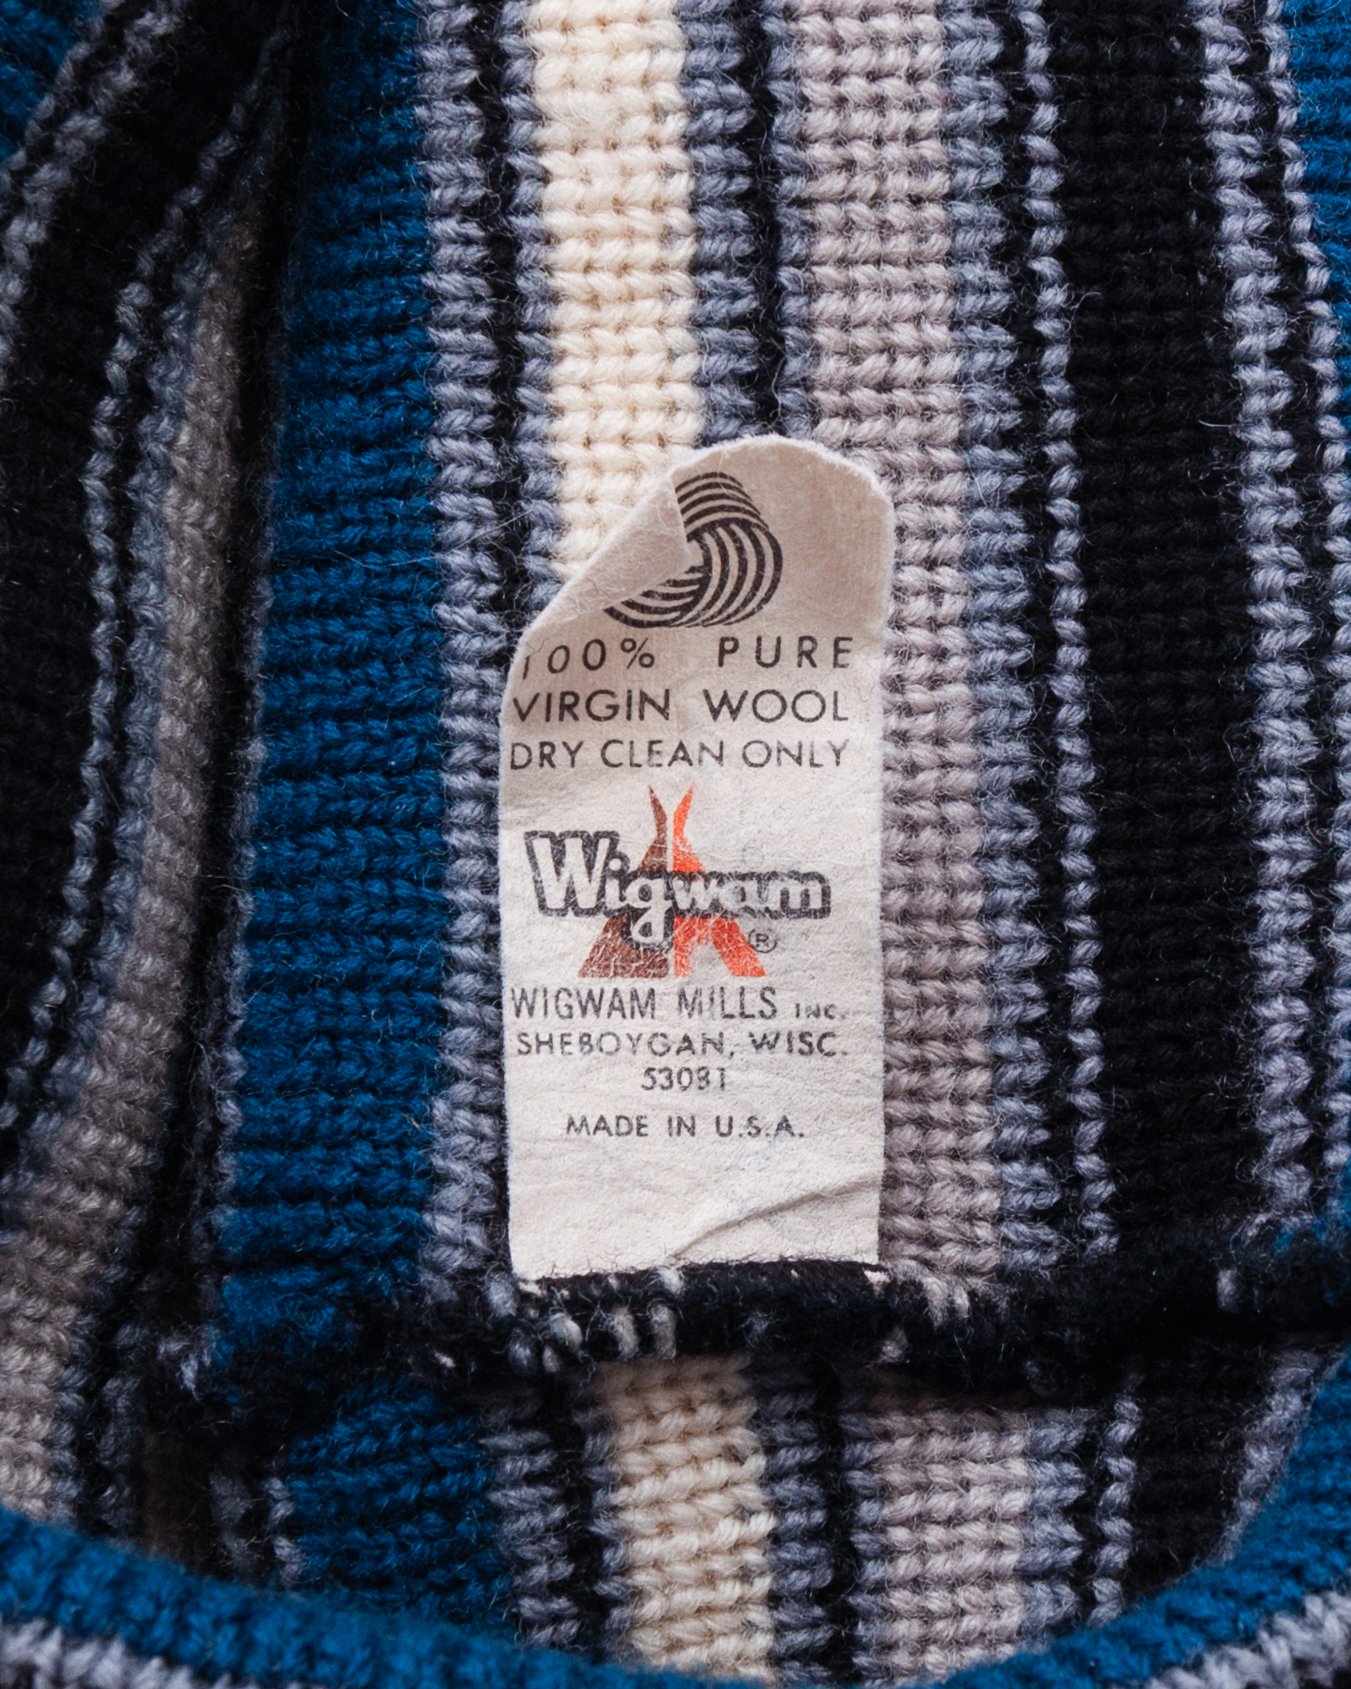 100% PURE
VIRGIN WOOL
DRY CLEAN ONLY
Wigwam ®
WIGWAM MILLS INC.
SHEBOYGAN, WISC.
53081
MADE IN U.S.A.